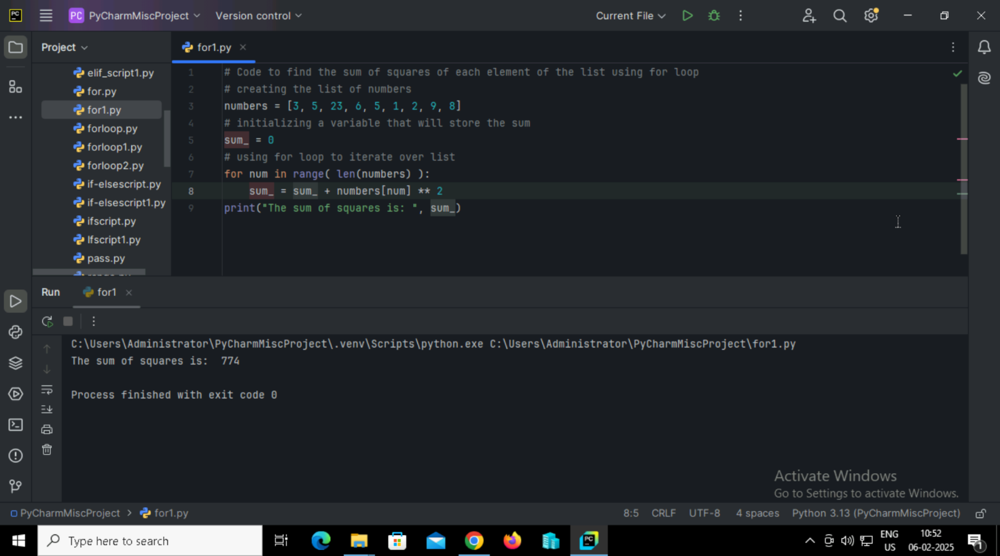 PC PC PyCharmMiscProject Version control Current File
Project
for1.py
elif_script1.py
for.py
for1.py
forloop.py
forloop1.py
forloop2.py
if-elsescript.py
if-elsescript1.py
ifscript.py
Ifscript1.py
pass.py
1 # Code to find the sum of squares of each element of the list using for loop
2 # creating the list of numbers
3 numbers = [3, 5, 23, 6, 5, 1, 2, 9, 8]
4 # initializing a variable that will store the sum
5 sum_ = 0
6 # using for loop to iterate over list
7 for num in range( len(numbers) ):
8     sum_ = sum_ + numbers[num] ** 2
9 print("The sum of squares is: ", sum_)
Run for1
C:\Users\Administrator\PyCharmMiscProject\.venv\Scripts\python.exe C:\Users\Administrator\PyCharmMiscProject\for1.py
The sum of squares is:  774
Process finished with exit code 0
Activate Windows
Go to Settings to activate Windows.
PyCharmMiscProject > for1.py 8:5 CRLF UTF-8 4 spaces Python 3.13 (PyCharmMiscProject)
Type here to search
PC
ENG
US
10:52
06-02-2025
1